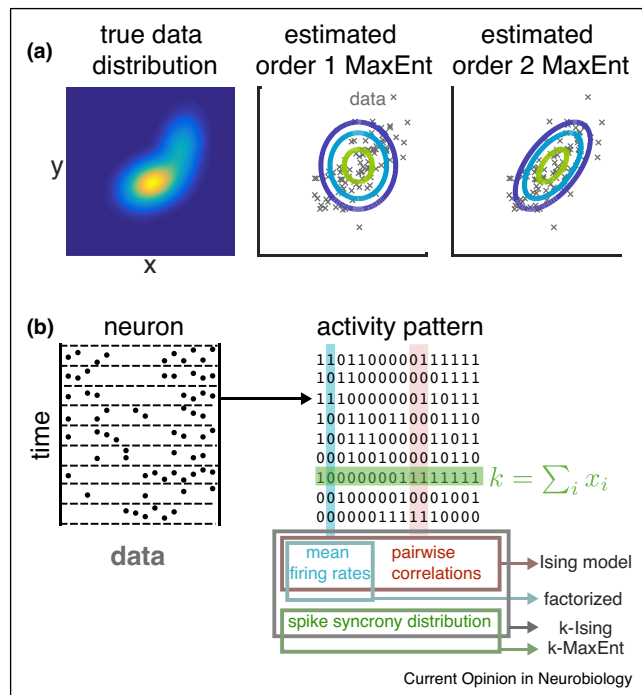 (a)
true data
distribution
estimated
order 1 MaxEnt
estimated
order 2 MaxEnt
data
y
x
(b)
neuron
activity pattern
time
data
1101100000111111
1011000000001111
1110000000110111
1001100110001110
1001110000011011
0001001000010110
1000000011111111
k = ∑ᵢ xᵢ
0010000010001001
0000001111110000
mean
firing rates
pairwise
correlations
spike syncrony distribution
Ising model
factorized
k-Ising
k-MaxEnt
Current Opinion in Neurobiology